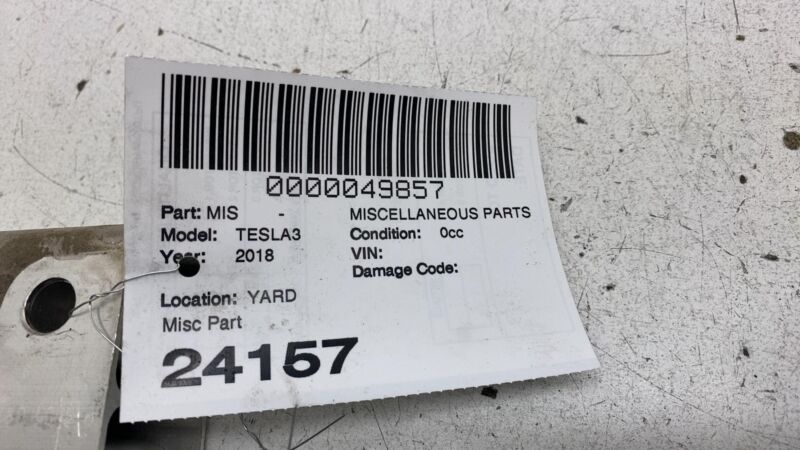 0000049857
Part: MIS - MISCELLANEOUS PARTS
Model: TESLA3 Condition: 0cc
Year: 2018 VIN:
Damage Code:
Location: YARD
Misc Part
24157